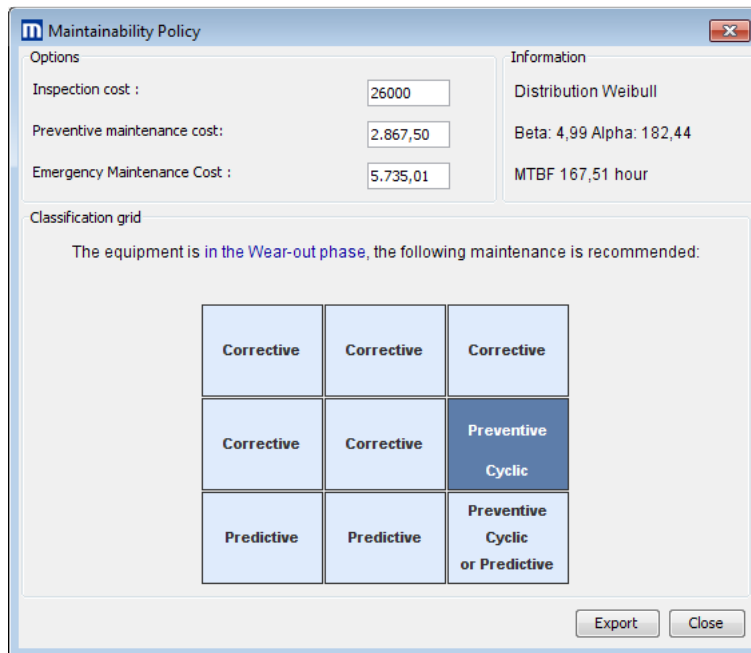 m Maintainability Policy
Options
Inspection cost : 26000
Preventive maintenance cost: 2.867,50
Emergency Maintenance Cost : 5.735,01
Information
Distribution Weibull
Beta: 4,99 Alpha: 182,44
MTBF 167,51 hour
Classification grid
The equipment is in the Wear-out phase, the following maintenance is recommended:
Corrective Corrective Corrective
Corrective Corrective Preventive
Cyclic
Predictive Predictive Preventive
Cyclic
or Predictive
Export Close